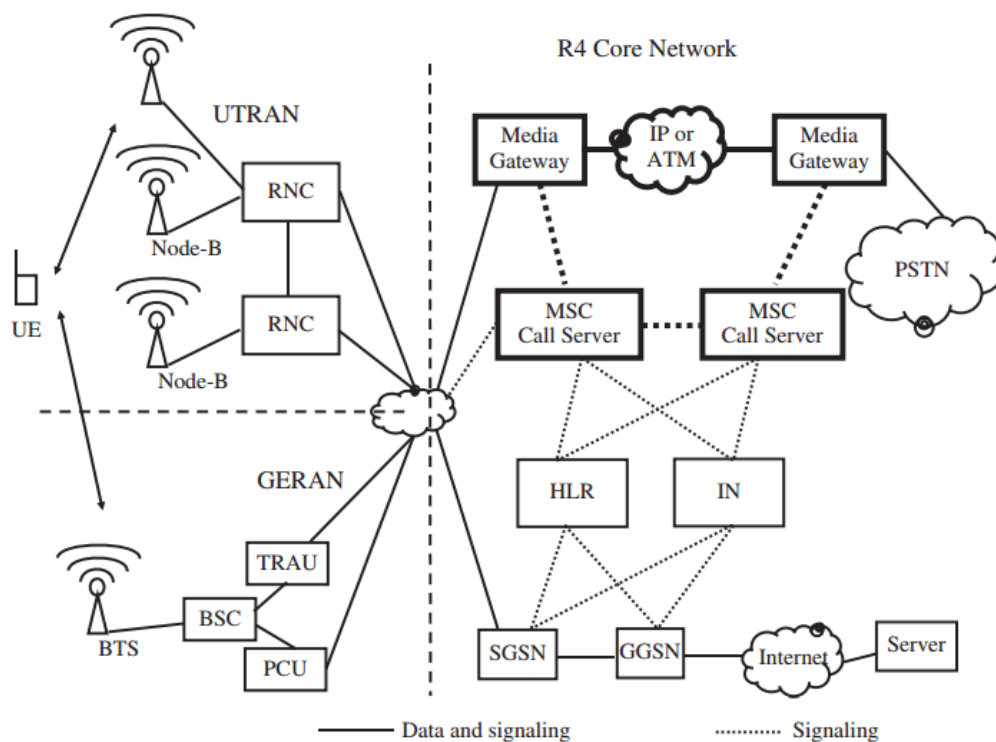 R4 Core Network
UTRAN
Media
Gateway
IP or
ATM
Media
Gateway
RNC
Node-B
PSTN
UE
RNC
MSC
Call Server
MSC
Call Server
Node-B
GERAN
HLR
IN
TRAU
BSC
BTS
PCU
SGSN
GGSN
Internet
Server
Data and signaling
Signaling